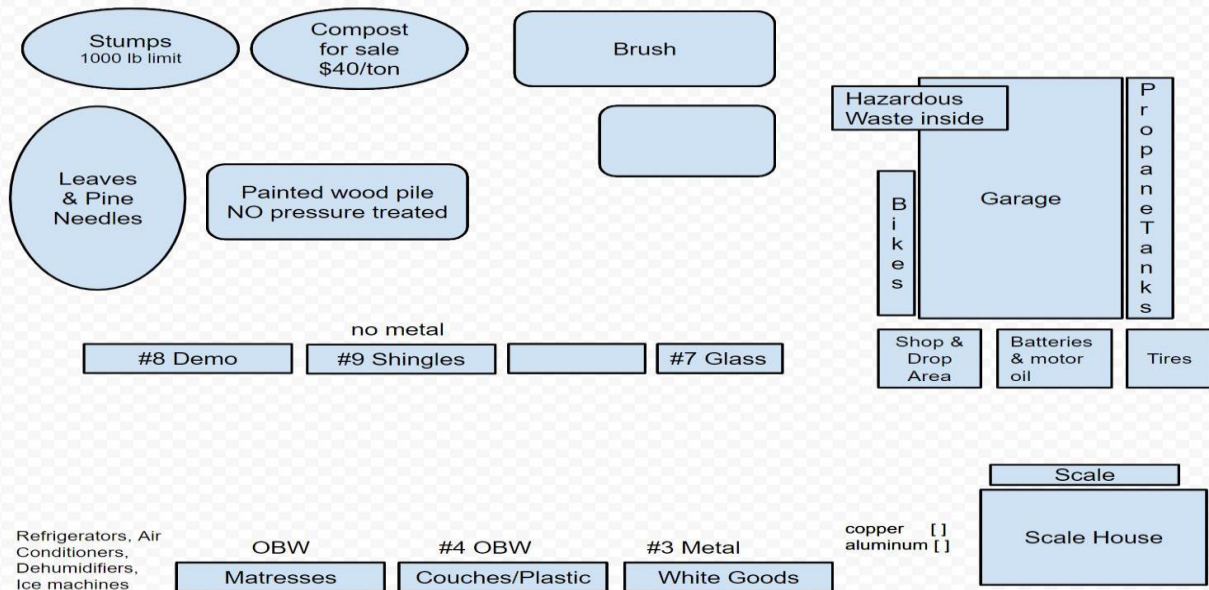 Stumps
1000 lb limit
Compost
for sale
$40/ton
Brush
Hazardous
Waste inside
Garage
PropaneTanks
Leaves
& Pine
Needles
Painted wood pile
NO pressure treated
Bikes
no metal
#8 Demo
#9 Shingles
#7 Glass
Shop &
Drop
Area
Batteries
& motor
oil
Tires
Scale
Scale House
copper [ ]
aluminum [ ]
Refrigerators, Air
Conditioners,
Dehumidifiers,
Ice machines
OBW
Matresses
#4 OBW
Couches/Plastic
#3 Metal
White Goods